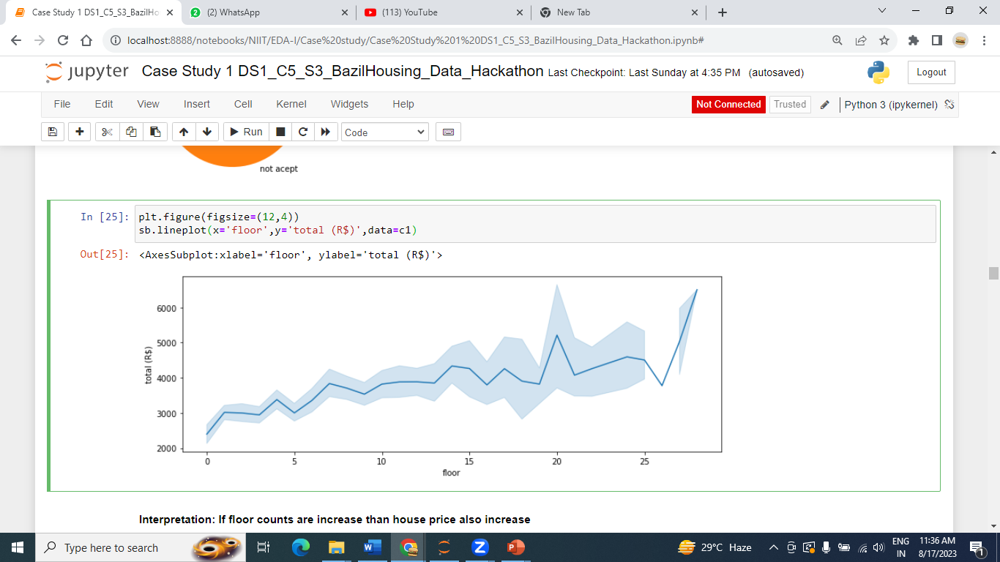 Case Study 1 DS1_C5_S3_BazilHo
(2) WhatsApp
(113) YouTube
New Tab
localhost:8888/notebooks/NIIT/EDA-I/Case%20study/Case%20Study%201%20DS1_C5_S3_BazilHousing_Data_Hackathon.ipynb#
jupyter Case Study 1 DS1_C5_S3_BazilHousing_Data_Hackathon Last Checkpoint: Last Sunday at 4:35 PM (autosaved)
Logout
File Edit View Insert Cell Kernel Widgets Help
Not Connected Trusted Python 3 (ipykernel)
Run Code
not acept
In [25]: plt.figure(figsize=(12,4))
sb.lineplot(x='floor',y='total (R$)',data=c1)
Out[25]: <AxesSubplot:xlabel='floor', ylabel='total (R$)'>
6000
5000
4000
3000
2000
total (R$)
0 5 10 15 20 25
floor
Interpretation: If floor counts are increase than house price also increase
Type here to search
29°C Haze
ENG
IN
11:36 AM
8/17/2023
1